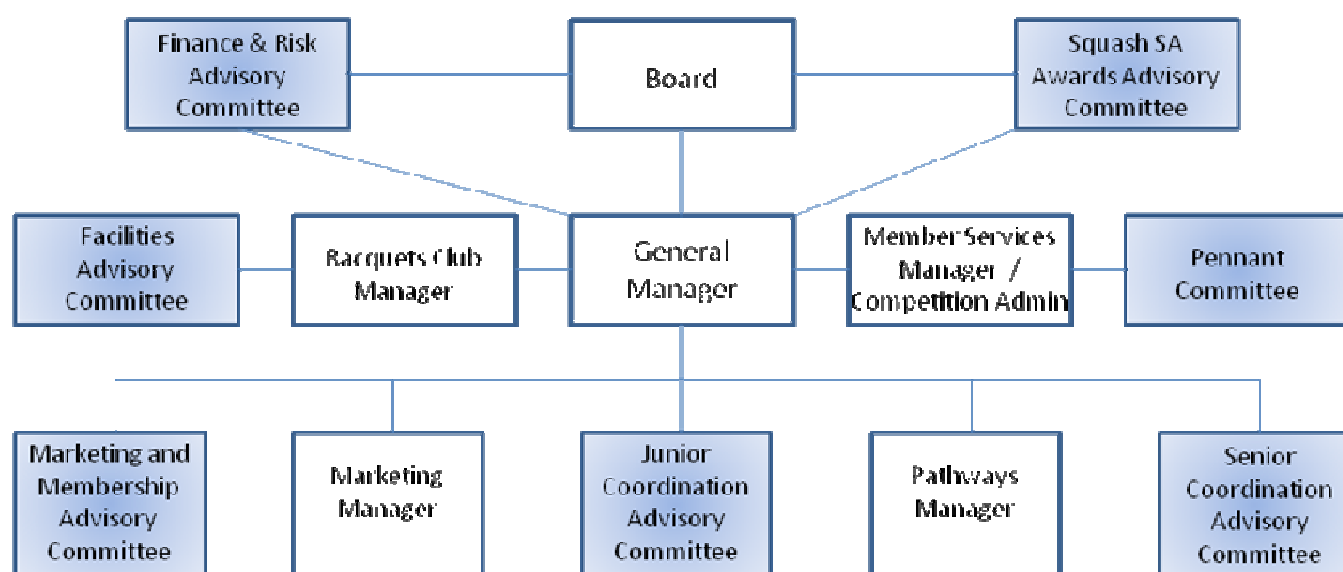 Finance & Risk
Advisory
Committee
Board
Squash SA
Awards Advisory
Committee
Facilities
Advisory
Committee
Racquets Club
Manager
General
Manager
Member Services
Manager /
Competition Admin
Pennant
Committee
Marketing and
Membership
Advisory
Committee
Marketing
Manager
Junior
Coordination
Advisory
Committee
Pathways
Manager
Senior
Coordination
Advisory
Committee